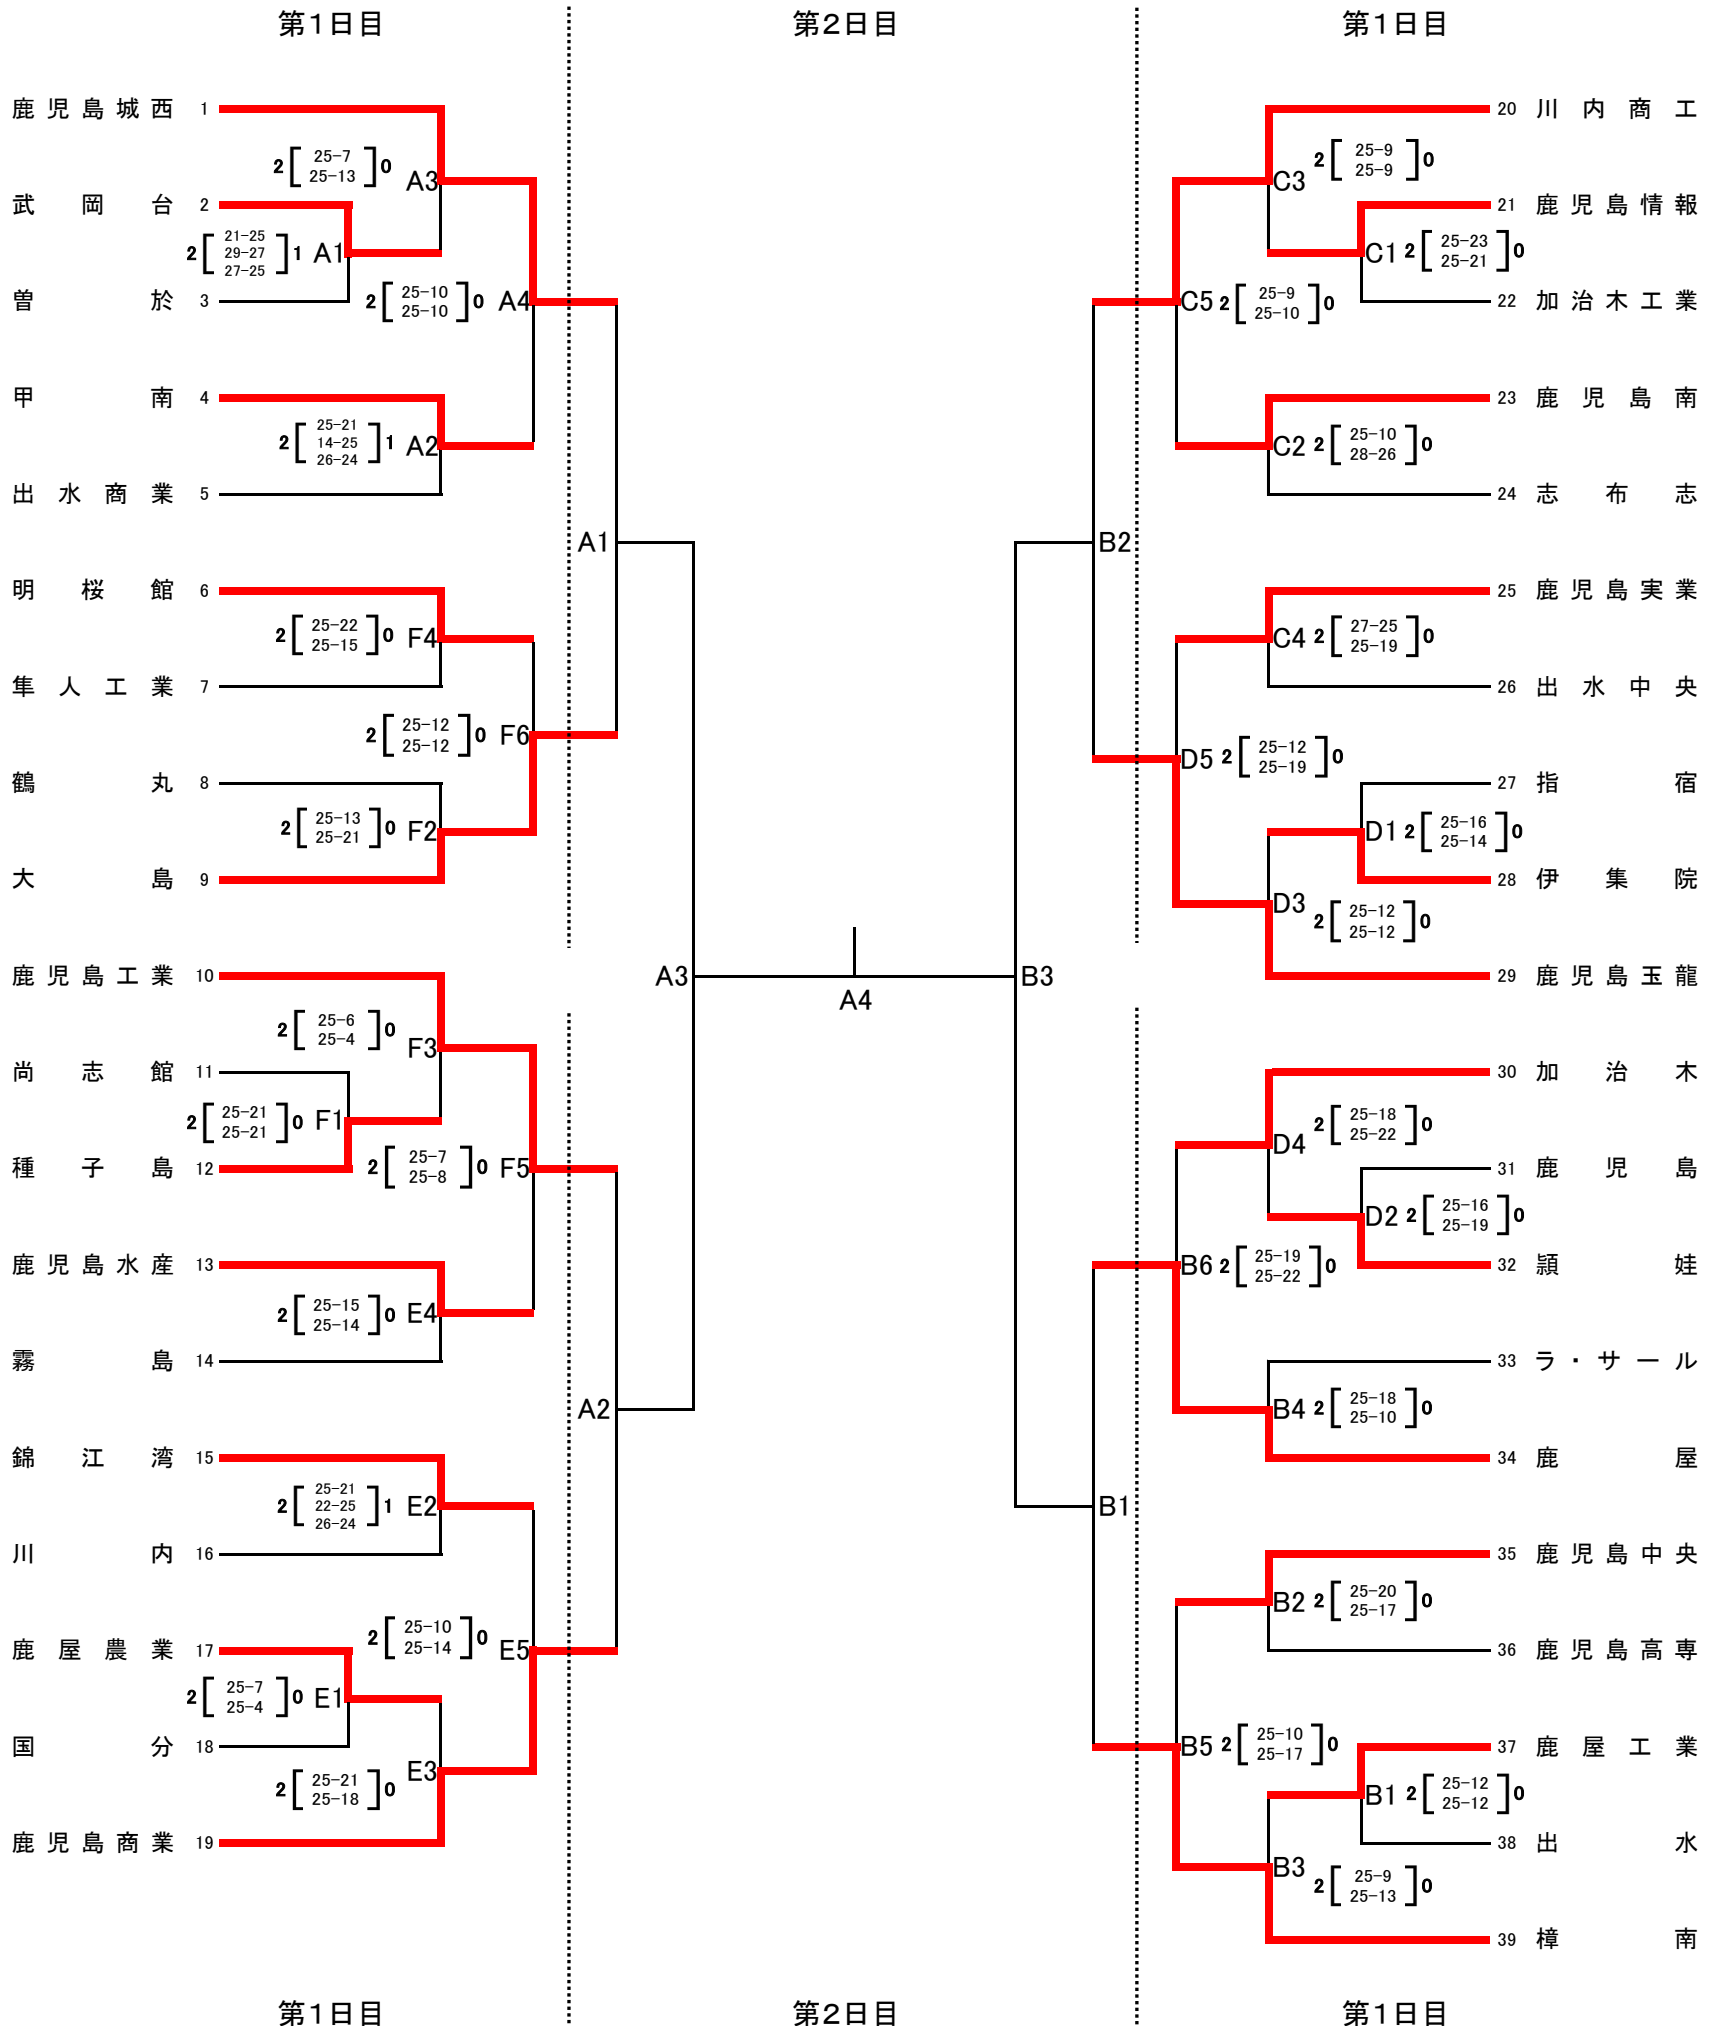 第1日目
第2日目
第1日目
鹿児島城西 1
2 [ 25-7 25-13 ] 0 A3
武岡台 2
2 [ 21-25 29-27 27-25 ] 1 A1
曽於 3
2 [ 25-10 25-10 ] 0 A4
甲南 4
2 [ 25-21 14-25 26-24 ] 1 A2
出水商業 5
A1
明桜館 6
2 [ 25-22 25-15 ] 0 F4
隼人工業 7
2 [ 25-12 25-12 ] 0 F6
鶴丸 8
2 [ 25-13 25-21 ] 0 F2
大島 9
鹿児島工業 10
A3
A4
B3
2 [ 25-6 25-4 ] 0 F3
尚志館 11
2 [ 25-21 25-21 ] 0 F1
種子島 12
2 [ 25-7 25-8 ] 0 F5
鹿児島水産 13
2 [ 25-15 25-14 ] 0 E4
霧島 14
A2
錦江湾 15
2 [ 25-21 22-25 26-24 ] 1 E2
川内 16
2 [ 25-10 25-14 ] 0 E5
鹿屋農業 17
2 [ 25-7 25-4 ] 0 E1
国分 18
2 [ 25-21 25-18 ] 0 E3
鹿児島商業 19
20 川内商工
C3 2 [ 25-9 25-9 ] 0
21 鹿児島情報
C1 2 [ 25-23 25-21 ] 0
22 加治木工業
C5 2 [ 25-9 25-10 ] 0
23 鹿児島南
C2 2 [ 25-10 28-26 ] 0
24 志布志
B2
25 鹿児島実業
C4 2 [ 27-25 25-19 ] 0
26 出水中央
D5 2 [ 25-12 25-19 ] 0
27 指宿
D1 2 [ 25-16 25-14 ] 0
28 伊集院
D3 2 [ 25-12 25-12 ] 0
29 鹿児島玉龍
30 加治木
D4 2 [ 25-18 25-22 ] 0
31 鹿児島
D2 2 [ 25-16 25-19 ] 0
32 頴娃
B6 2 [ 25-19 25-22 ] 0
33 ラ・サール
B4 2 [ 25-18 25-10 ] 0
34 鹿屋
B1
35 鹿児島中央
B2 2 [ 25-20 25-17 ] 0
36 鹿児島高専
B5 2 [ 25-10 25-17 ] 0
37 鹿屋工業
B1 2 [ 25-12 25-12 ] 0
38 出水
B3 2 [ 25-9 25-13 ] 0
39 樟南
第1日目
第2日目
第1日目